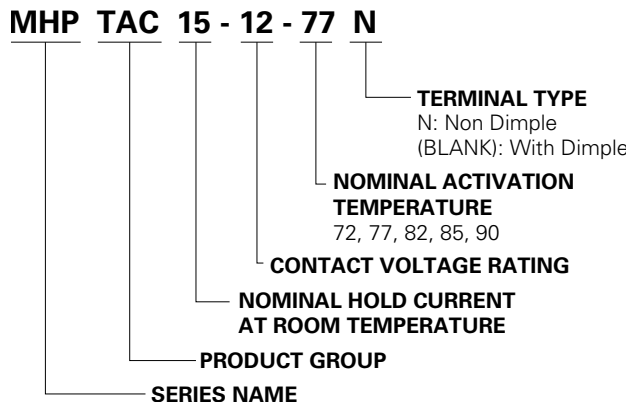 MHP TAC 15 - 12 - 77 N
TERMINAL TYPE
N: Non Dimple
(BLANK): With Dimple
NOMINAL ACTIVATION
TEMPERATURE
72, 77, 82, 85, 90
CONTACT VOLTAGE RATING
NOMINAL HOLD CURRENT
AT ROOM TEMPERATURE
PRODUCT GROUP
SERIES NAME